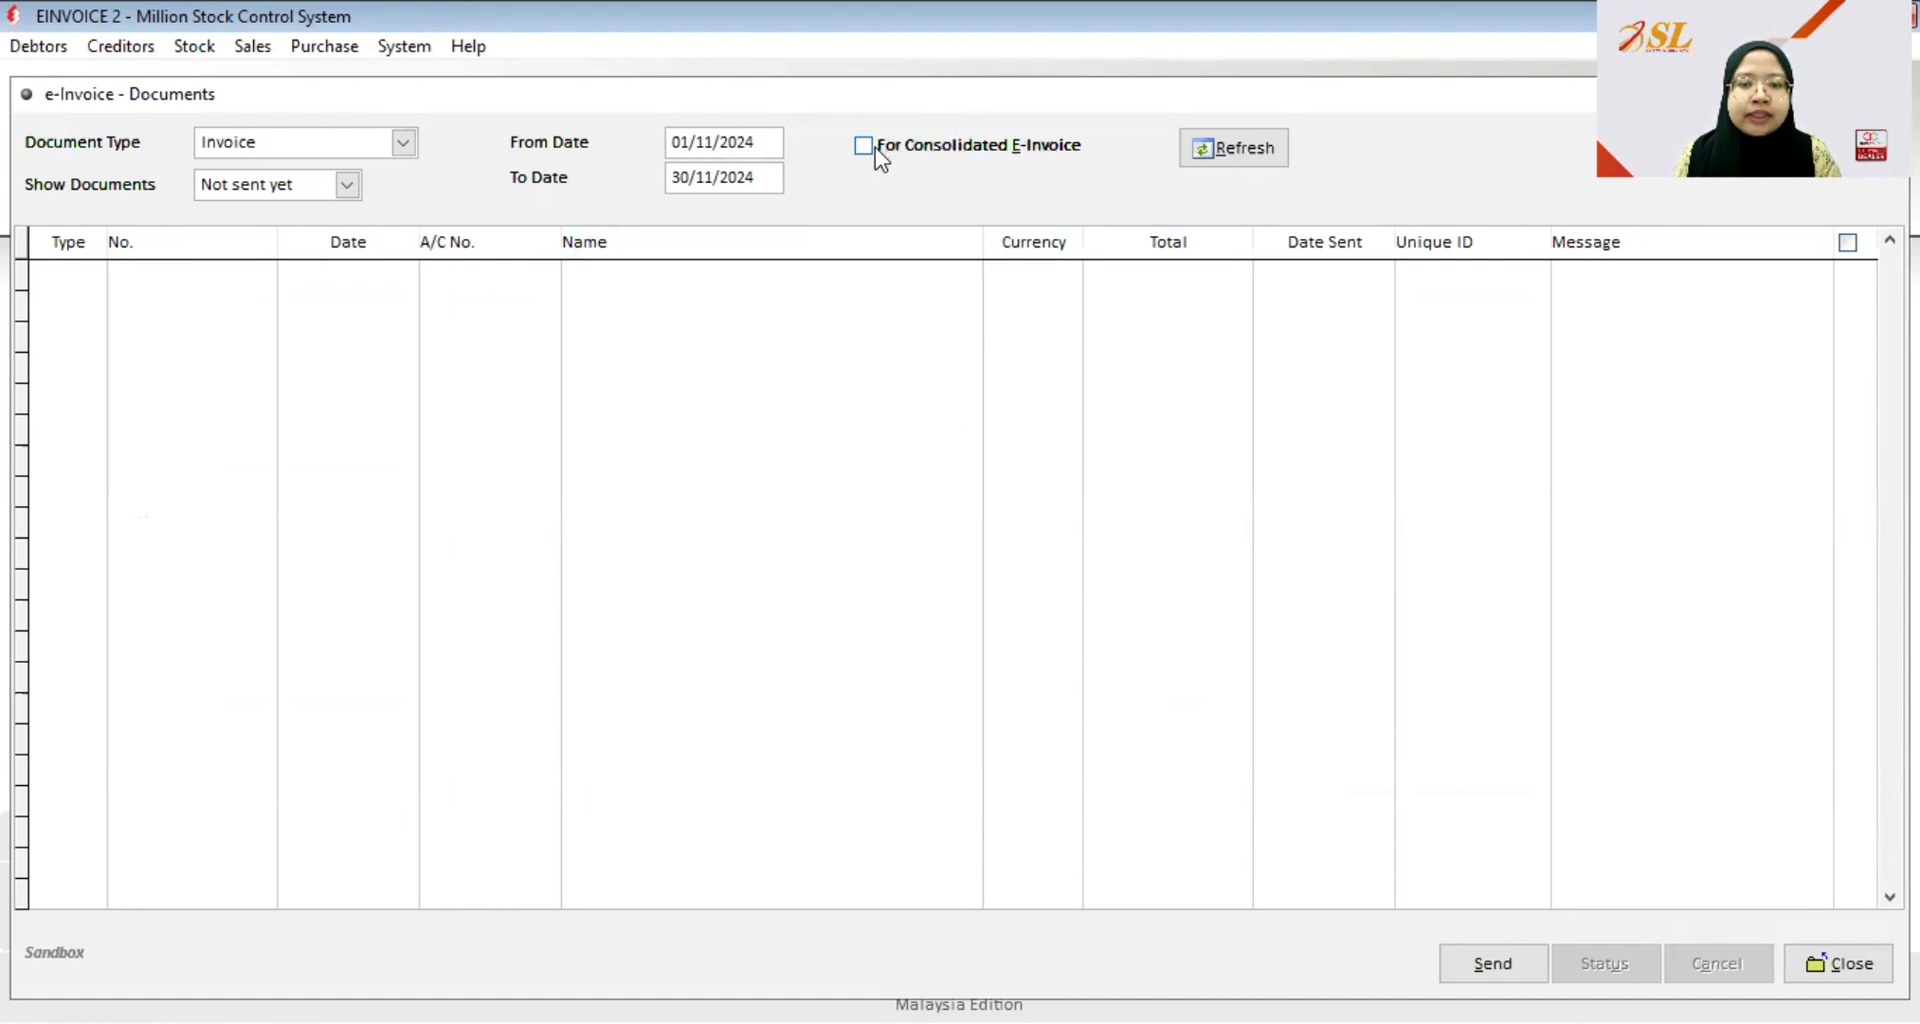 EINVOICE 2 - Million Stock Control System
Debtors Creditors Stock Sales Purchase System Help
SL
e-Invoice - Documents
Document Type Invoice From Date 01/11/2024 For Consolidated E-Invoice Refresh
Show Documents Not sent yet To Date 30/11/2024
Type No. Date A/C No. Name Currency Total Date Sent Unique ID Message
Sandbox
Send Status Cancel Close
Malaysia Edition